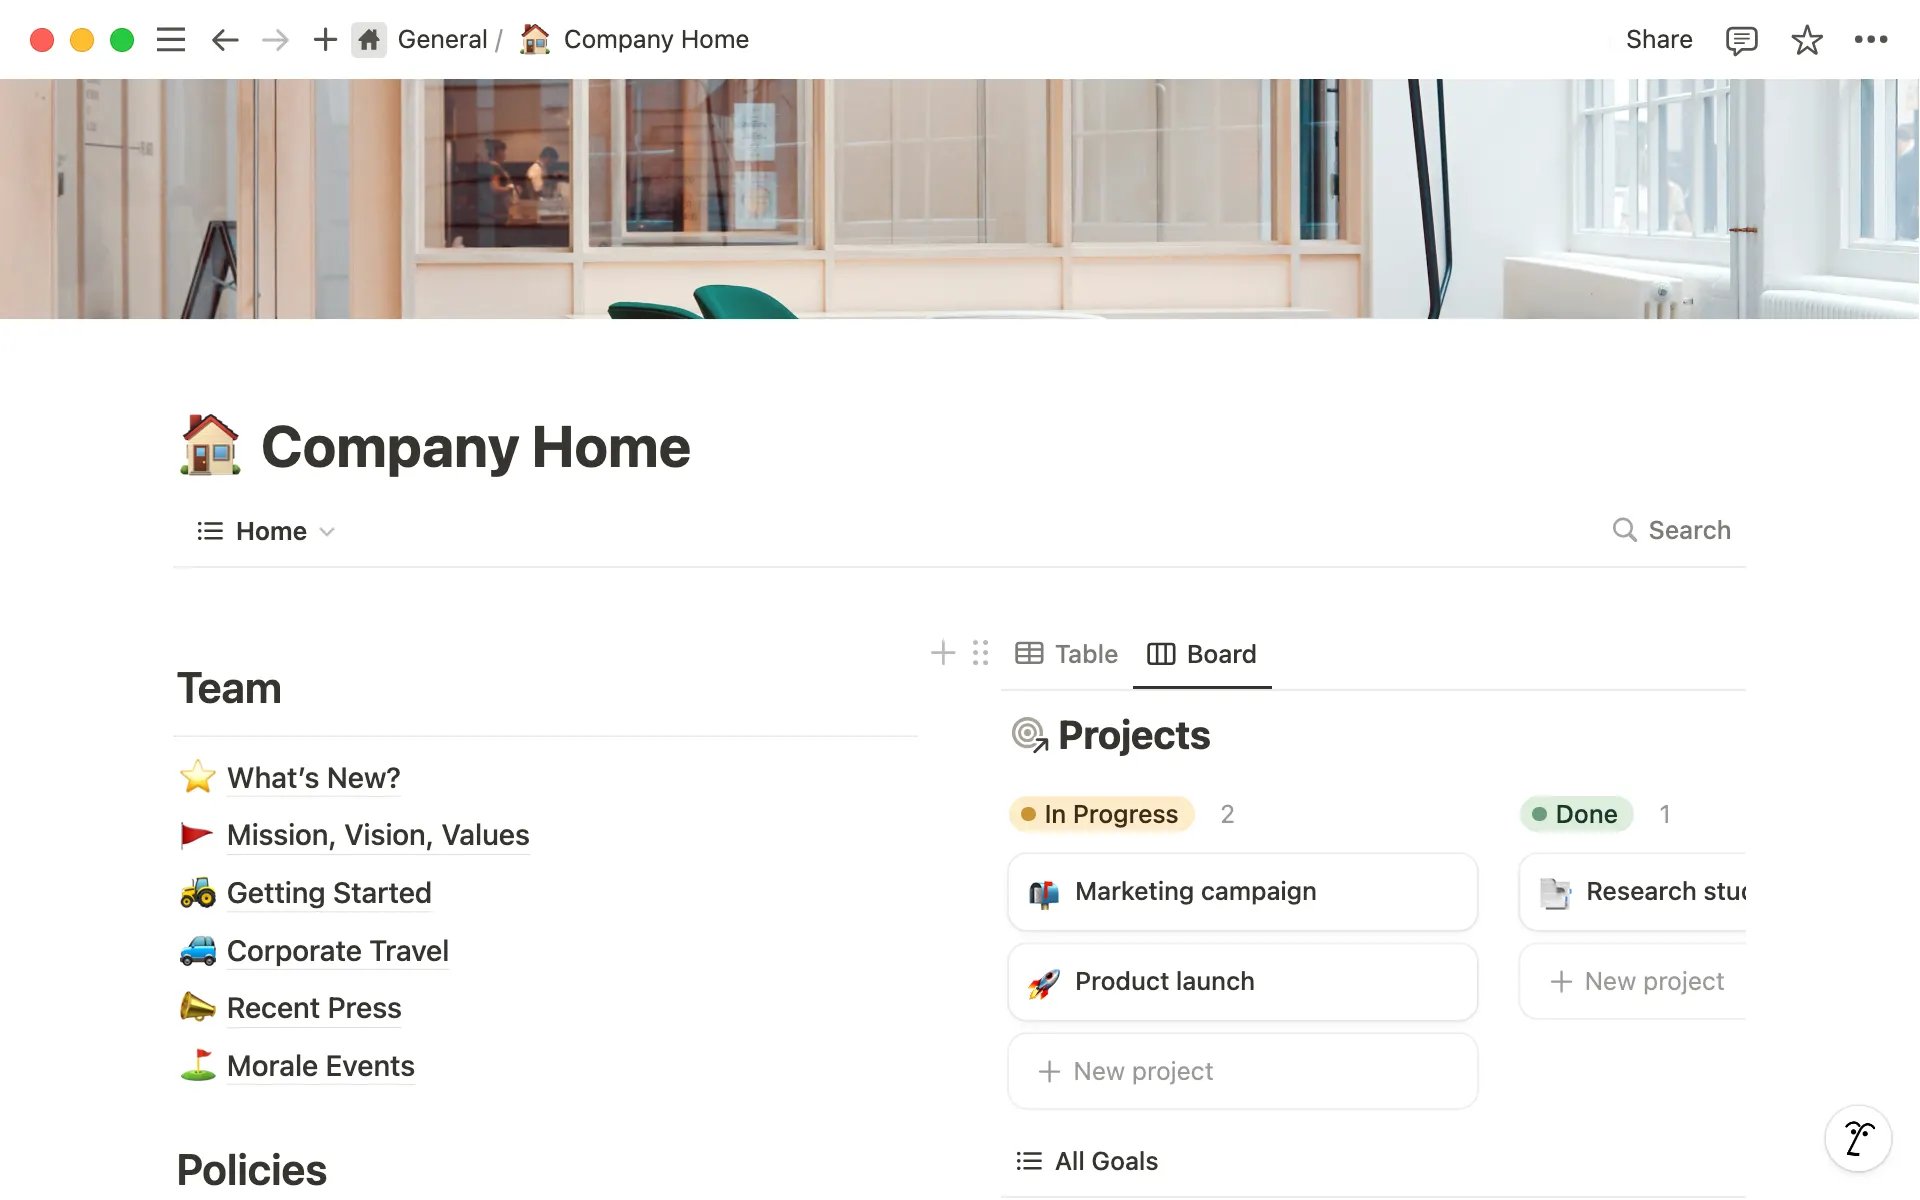 General / Company Home
Share
Company Home
Home
Search
Team
What’s New?
Mission, Vision, Values
Getting Started
Corporate Travel
Recent Press
Morale Events
Policies
Table
Board
Projects
In Progress 2
Marketing campaign
Product launch
+ New project
Done 1
Research
+ New project
All Goals